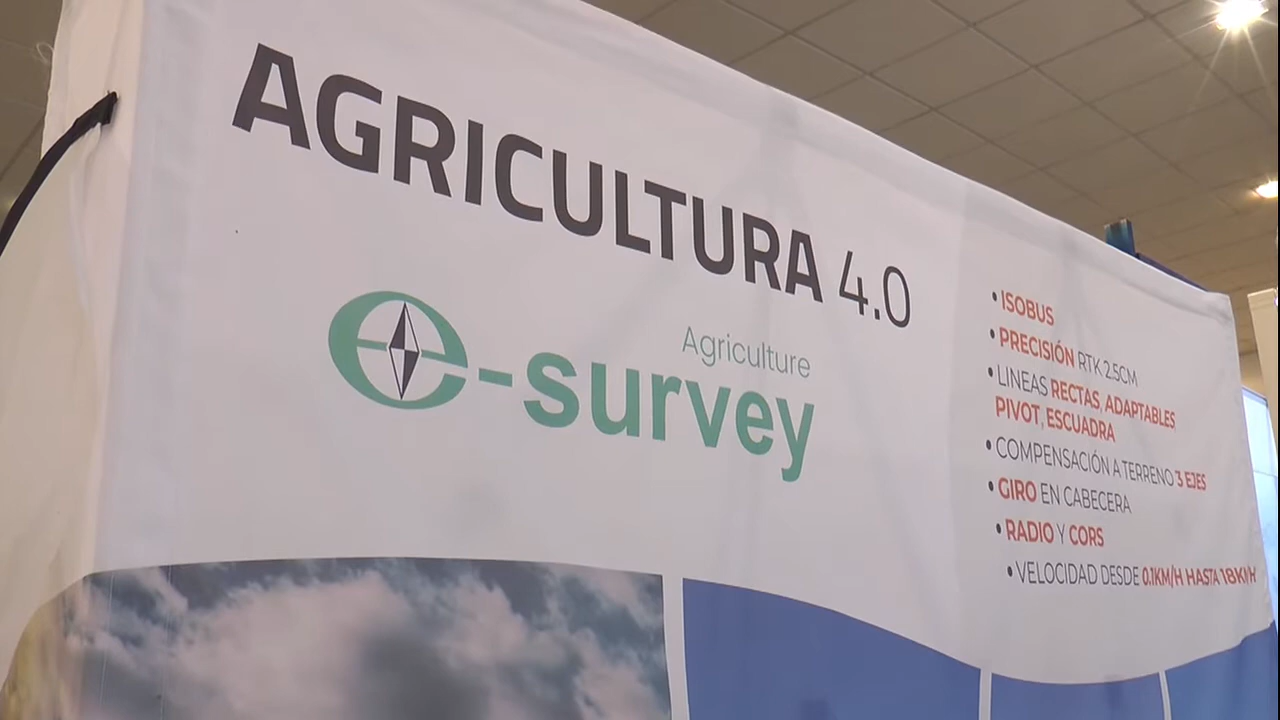 AGRICULTURA 4.0
Agriculture
e-survey
• ISOBUS
• PRECISIÓN RTK 2.5CM
• LINEAS RECTAS, ADAPTABLES
PIVOT, ESCUADRA
• COMPENSACIÓN A TERRENO 3 EJES
• GIRO EN CABECERA
• RADIO Y CORS
• VELOCIDAD DESDE 0.1KM/H HASTA 18KM/H